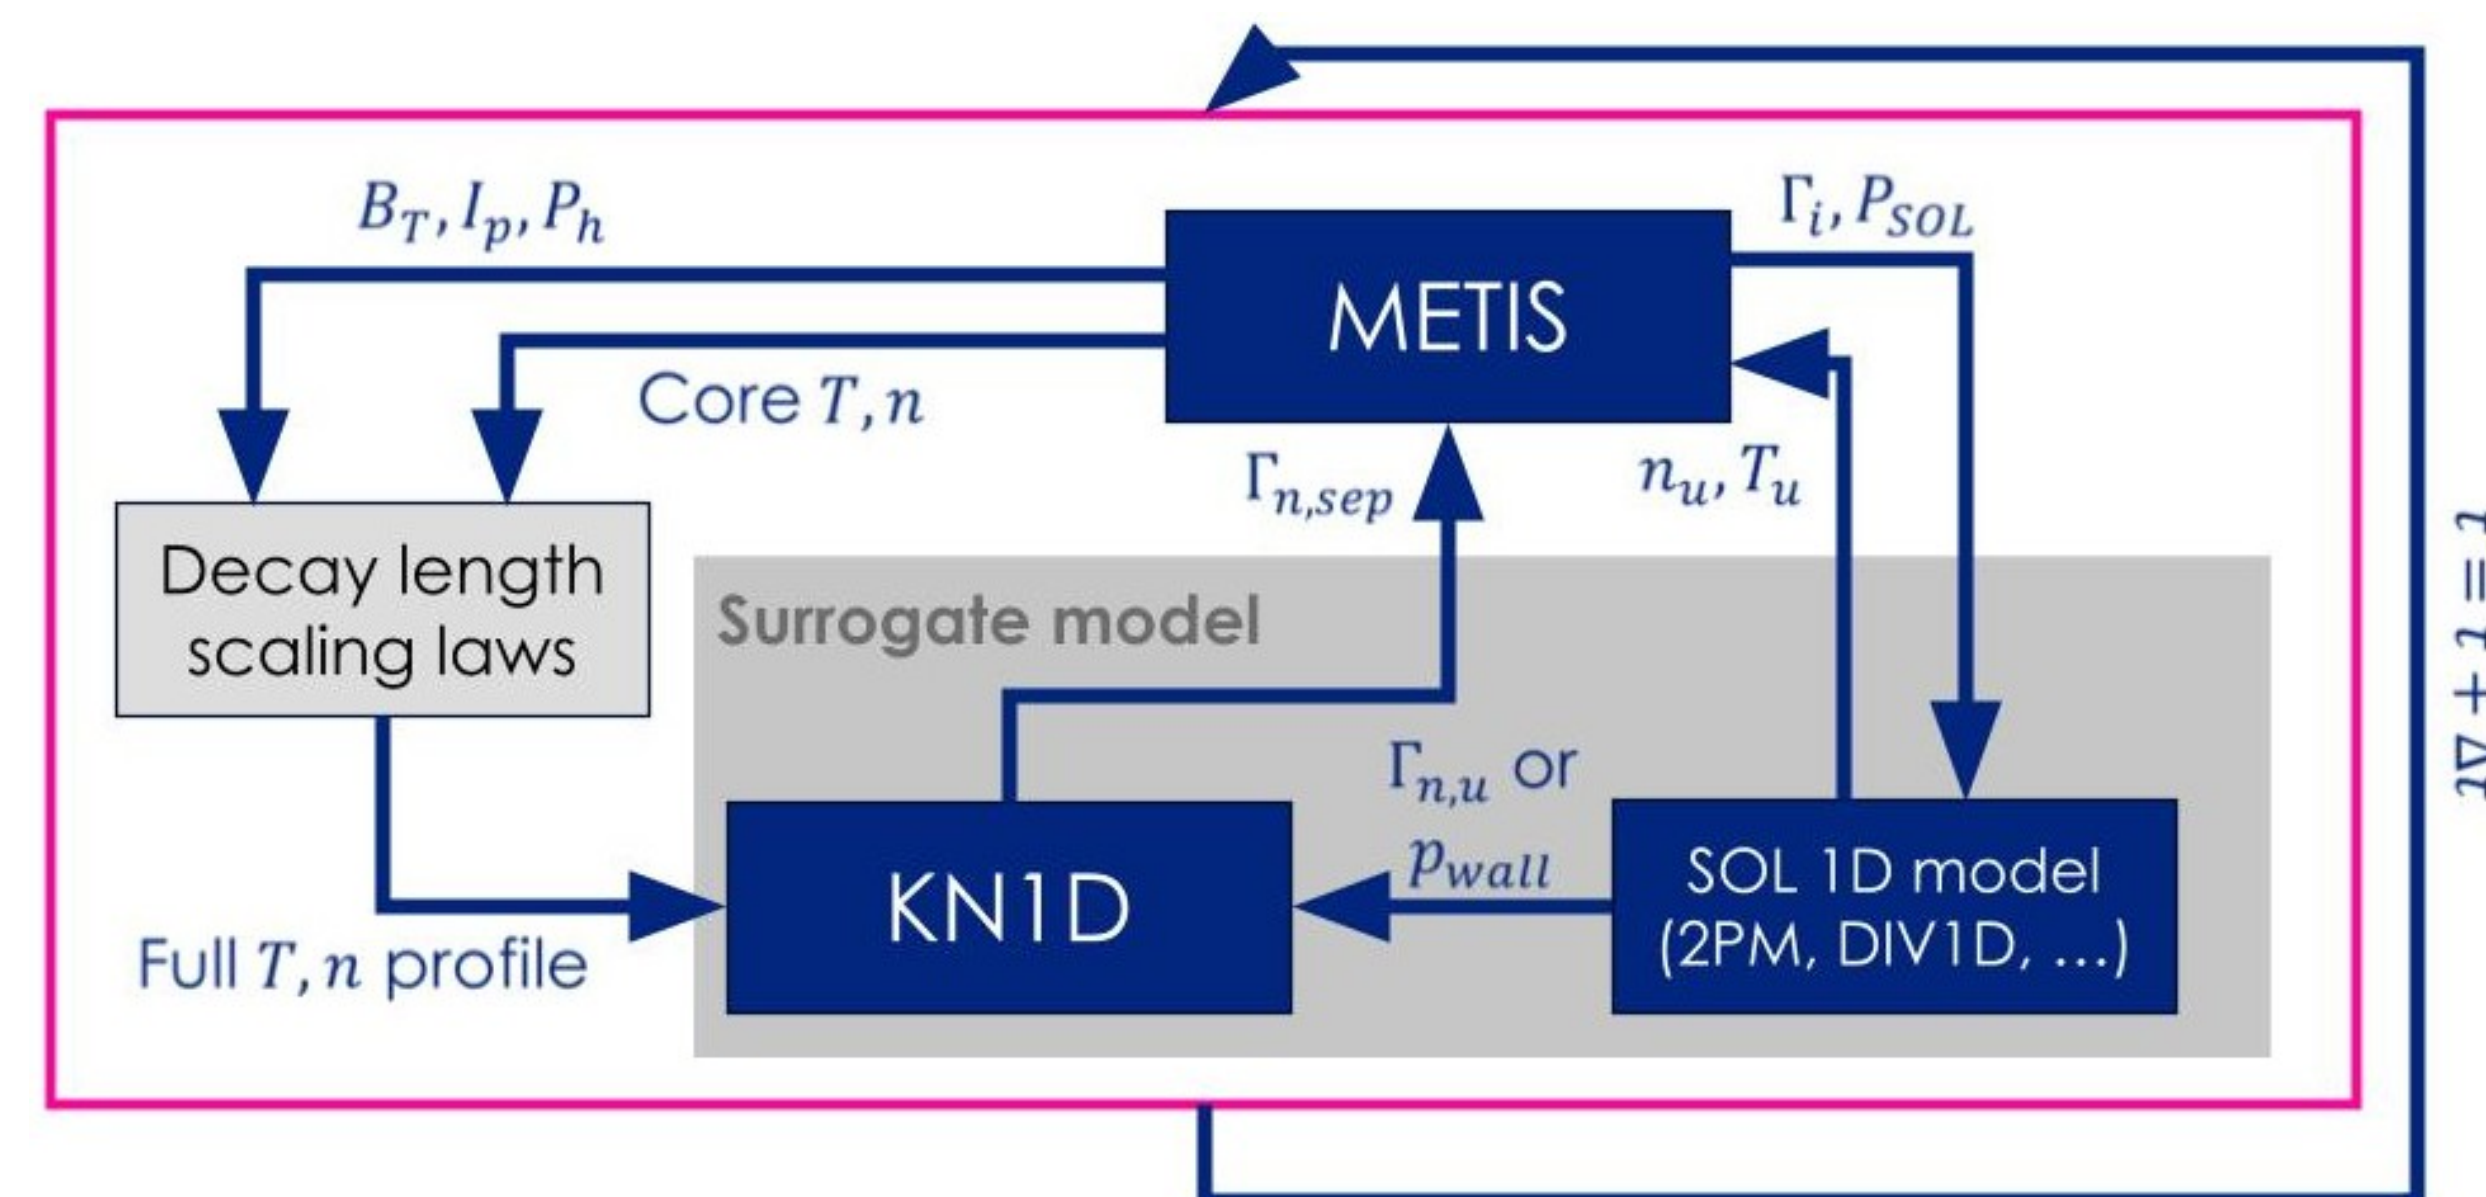 B_T, I_p, P_h
Γ_i, P_SOL
METIS
Core T, n
Γ_n,sep
n_u, T_u
Decay length
scaling laws
Surrogate model
Γ_n,u or
p_wall
KN1D
SOL 1D model
(2PM, DIV1D, ...)
Full T, n profile
t = t + Δt